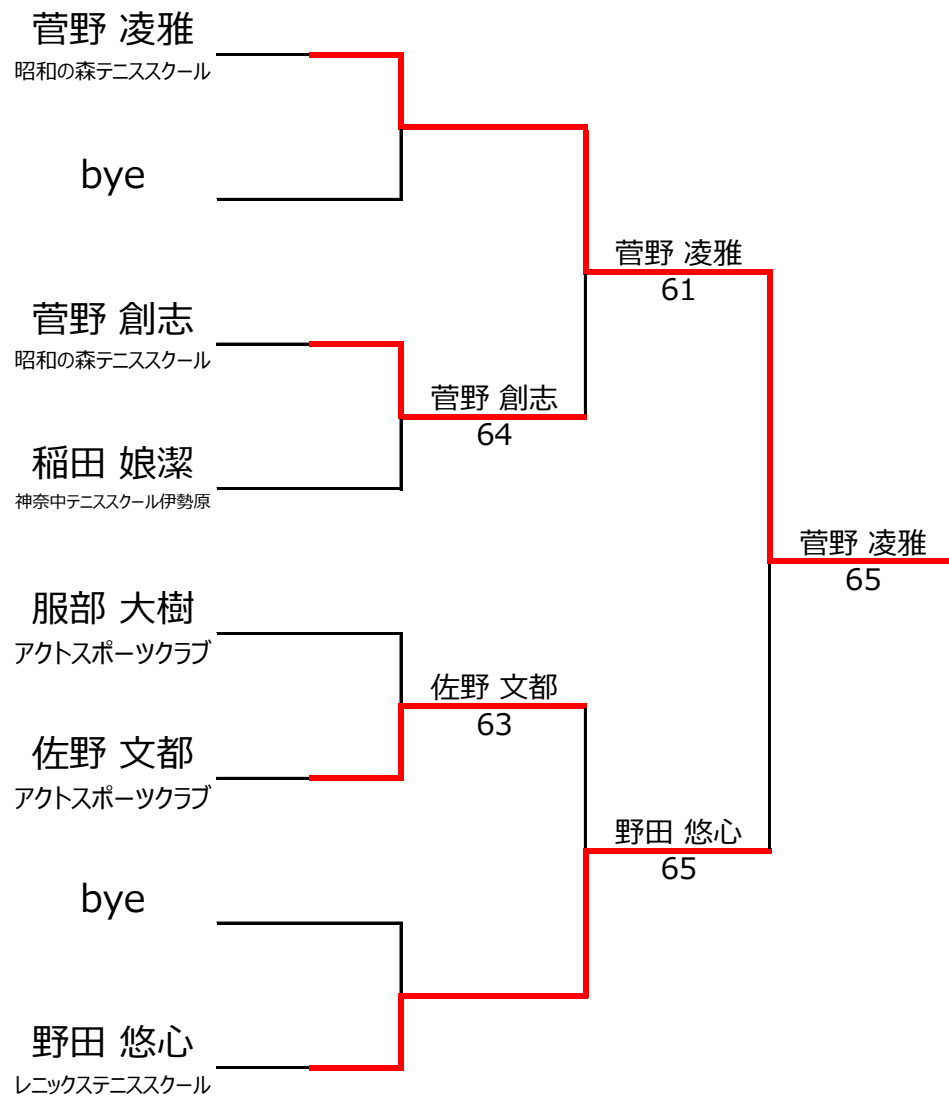 菅野 凌雅
昭和の森テニススクール
bye
菅野 創志
昭和の森テニススクール
稲田 娘潔
神奈中テニススクール伊勢原
服部 大樹
アクトスポーツクラブ
佐野 文都
アクトスポーツクラブ
bye
野田 悠心
レニックステニススクール
菅野 創志
64
佐野 文都
63
菅野 凌雅
61
野田 悠心
65
菅野 凌雅
65